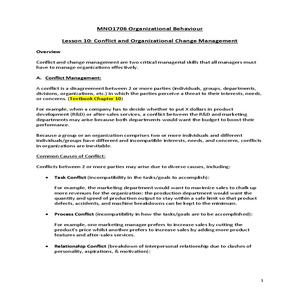 MNO1706 Organizational Behaviour
Lesson 10: Conflict and Organizational Change Management
Overview
Conflict and change management are two critical managerial skills that all managers must
have to manage organizations effectively.
A. Conflict Management:
A conflict is a disagreement between 2 or more parties (individuals, groups, departments,
divisions, organizations, etc.) in which the parties perceive a threat to their interests, needs,
or concerns. (Textbook Chapter 10)
For example, when a company has to decide whether to put X dollars in product
development (R&D) or after-sales services, a conflict between the R&D and marketing
departments may arise because both departments would want the budget to boost their
performance.
Because a group or an organization comprises two or more individuals and different
individuals/groups have different and incompatible interests, needs, and concerns, conflicts
in organizations are inevitable.
Common Causes of Conflict:
Conflicts between 2 or more parties may arise due to diverse causes, including:
• Task Conflict (incompatibility in the tasks/goals to accomplish):
For example, the marketing department would want to maximize sales to chalk up
more revenues for the organization; the production department would want the
quantity and speed of production output to stay within a safe limit so that product
defects, accidents, and machine breakdowns can be kept to the minimum.
• Process Conflict (incompatibility in how the tasks/goals are to be accomplished):
For example, one marketing manager prefers to increase sales by cutting the
product's price whilst another prefers to increase sales by adding more product
features and after-sales services.
• Relationship Conflict (breakdown of interpersonal relationship due to clashes of
personality, aspirations, & motivation):
1